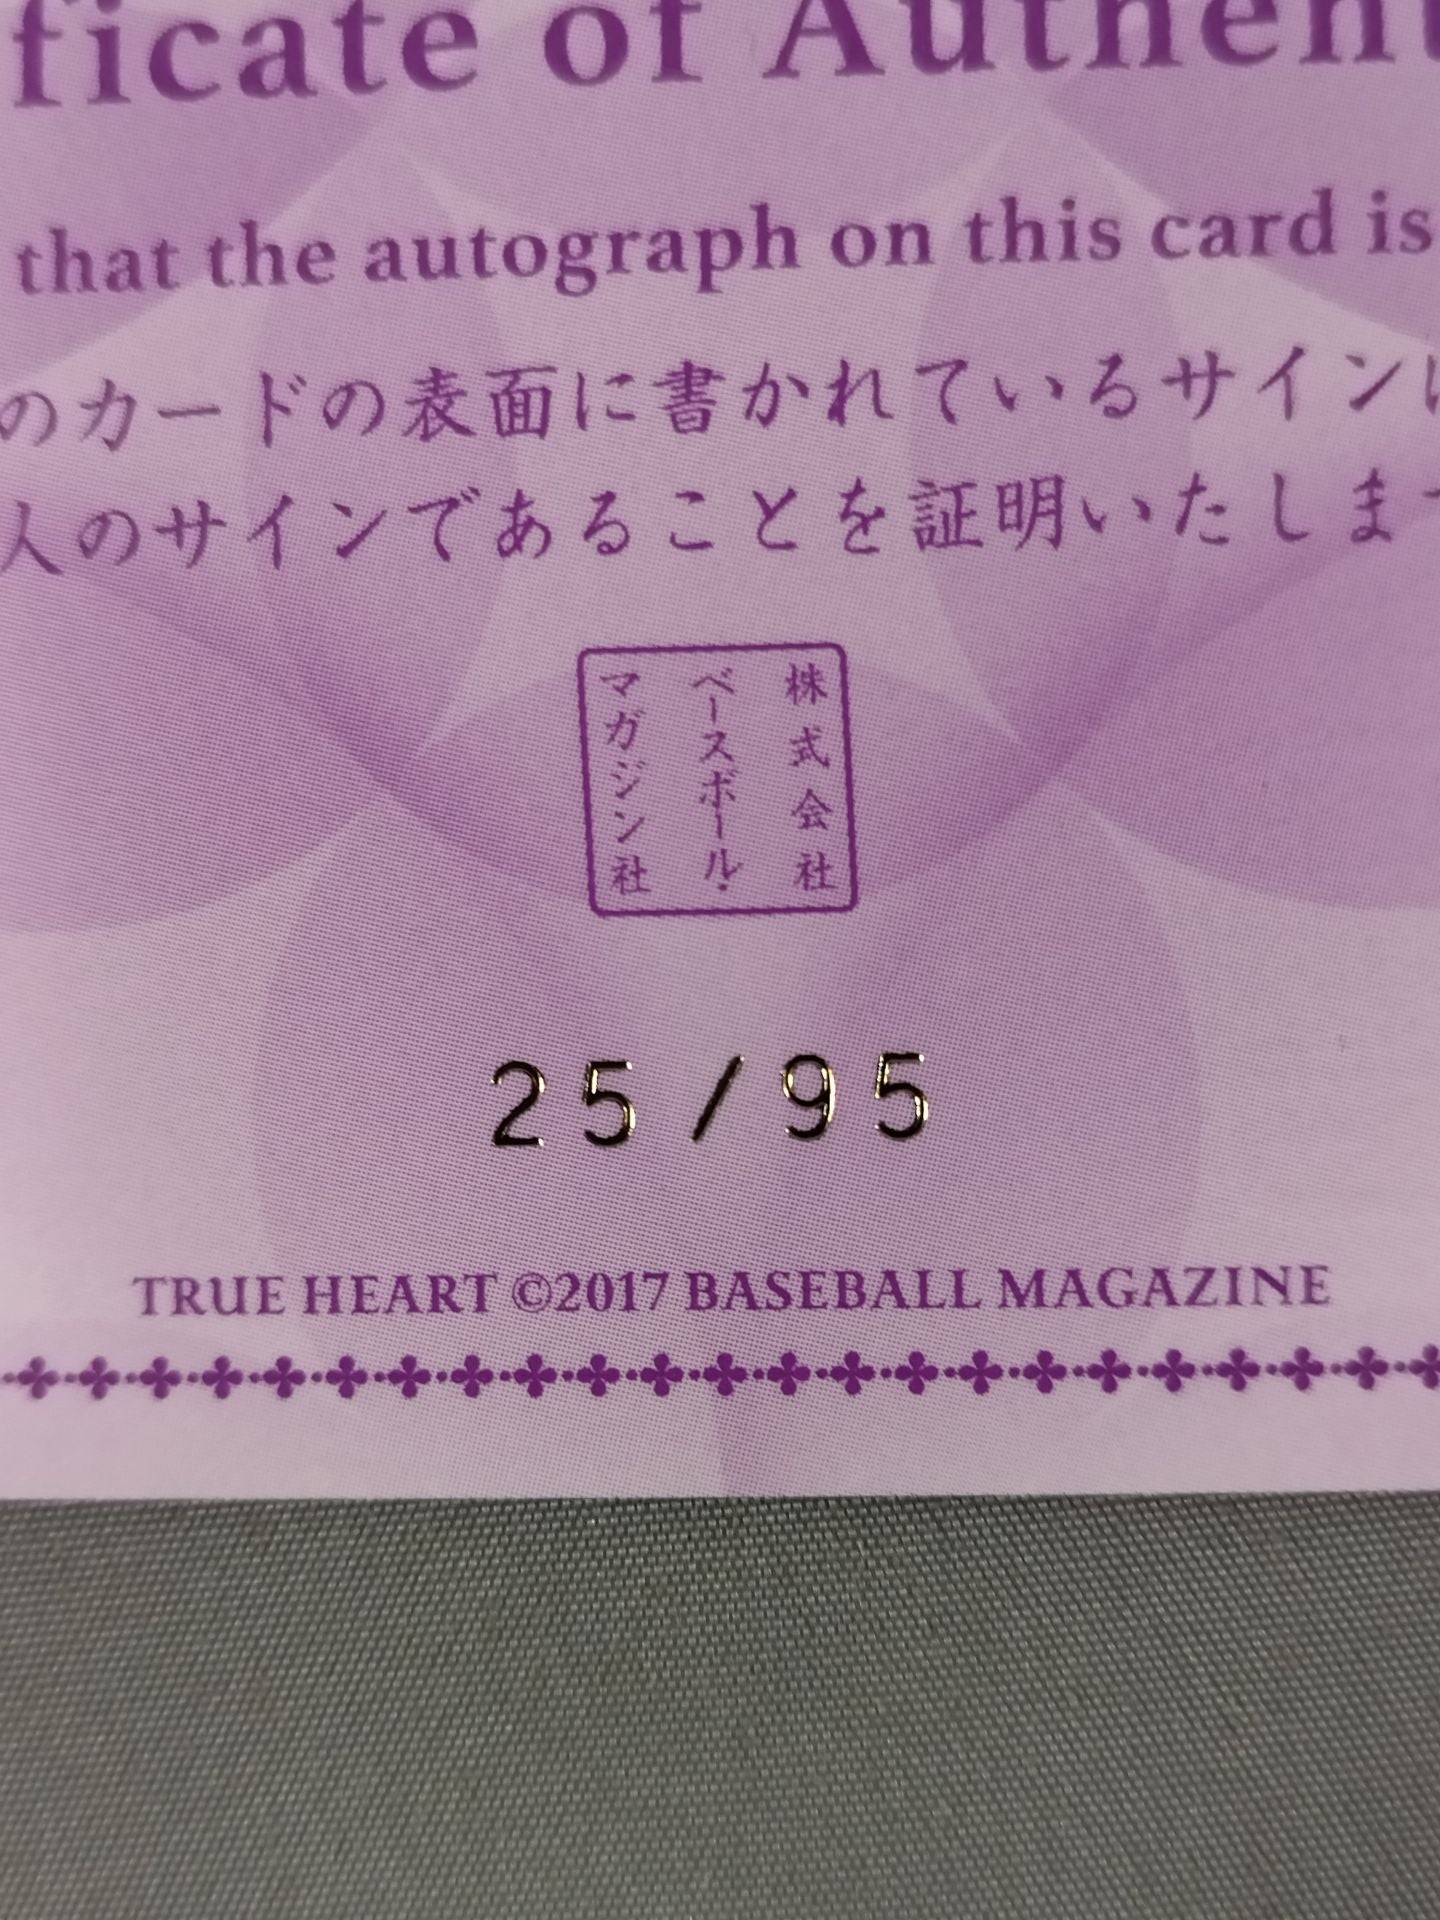 ficate of Authent
that the autograph on this card is
のカードの表面に書かれているサイン
人のサインであることを証明いたしま
株式会社
ベースボール・
マガジン社
25/95
TRUE HEART ©2017 BASEBALL MAGAZINE